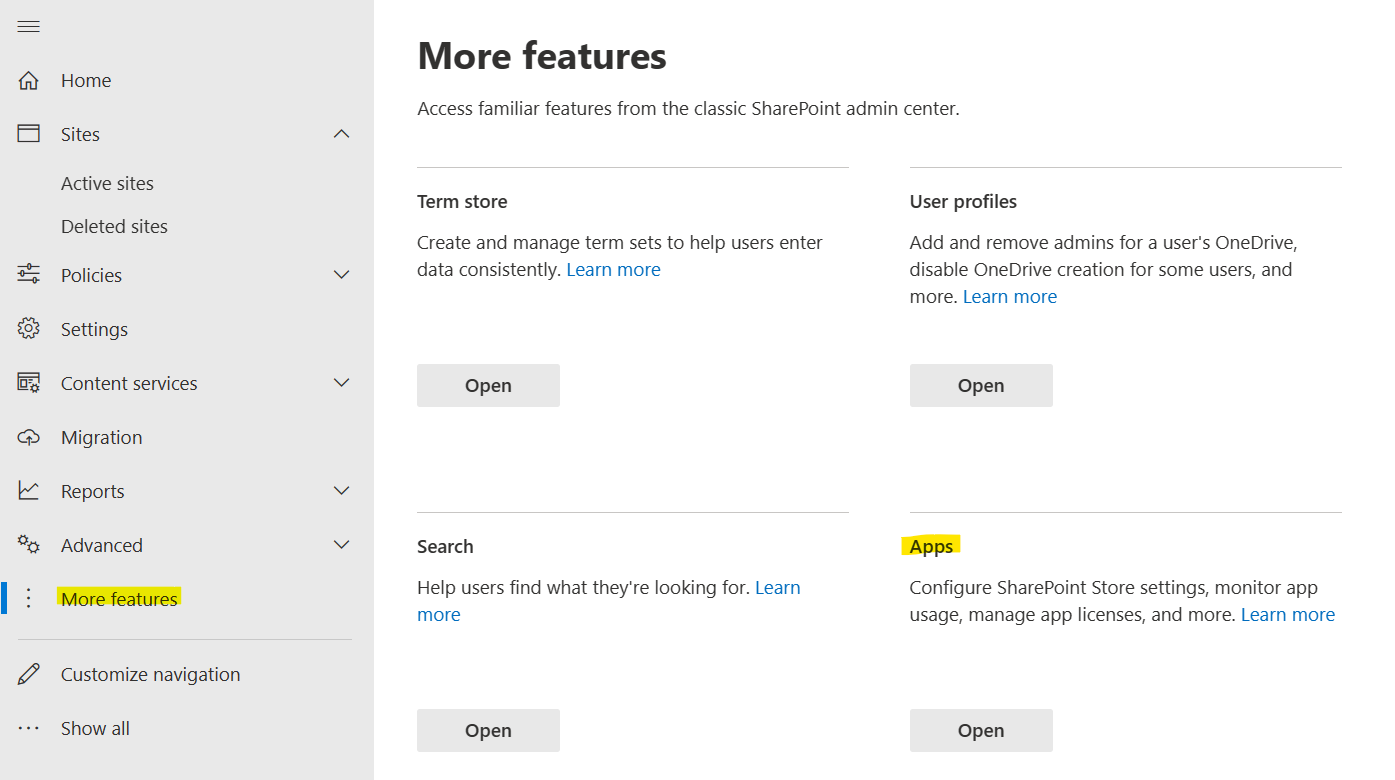 Home
Sites
Active sites
Deleted sites
Policies
Settings
Content services
Migration
Reports
Advanced
More features
Customize navigation
Show all
More features
Access familiar features from the classic SharePoint admin center.
Term store
Create and manage term sets to help users enter
data consistently. Learn more
Open
User profiles
Add and remove admins for a user's OneDrive,
disable OneDrive creation for some users, and
more. Learn more
Open
Search
Help users find what they're looking for. Learn
more
Open
Apps
Configure SharePoint Store settings, monitor app
usage, manage app licenses, and more. Learn more
Open